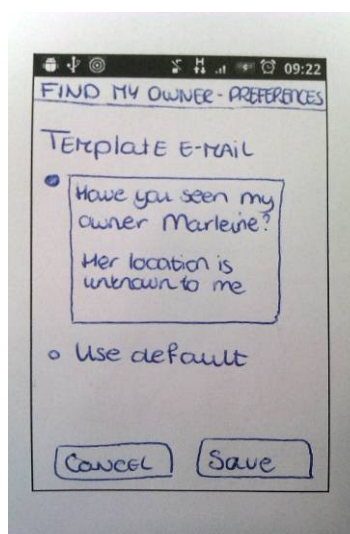 09:22
FIND MY OWNER - PREFERENCES
TEMPLATE E-MAIL
Have you seen my
owner Marleine?
Her location is
unknown to me
Use default
CANCEL Save